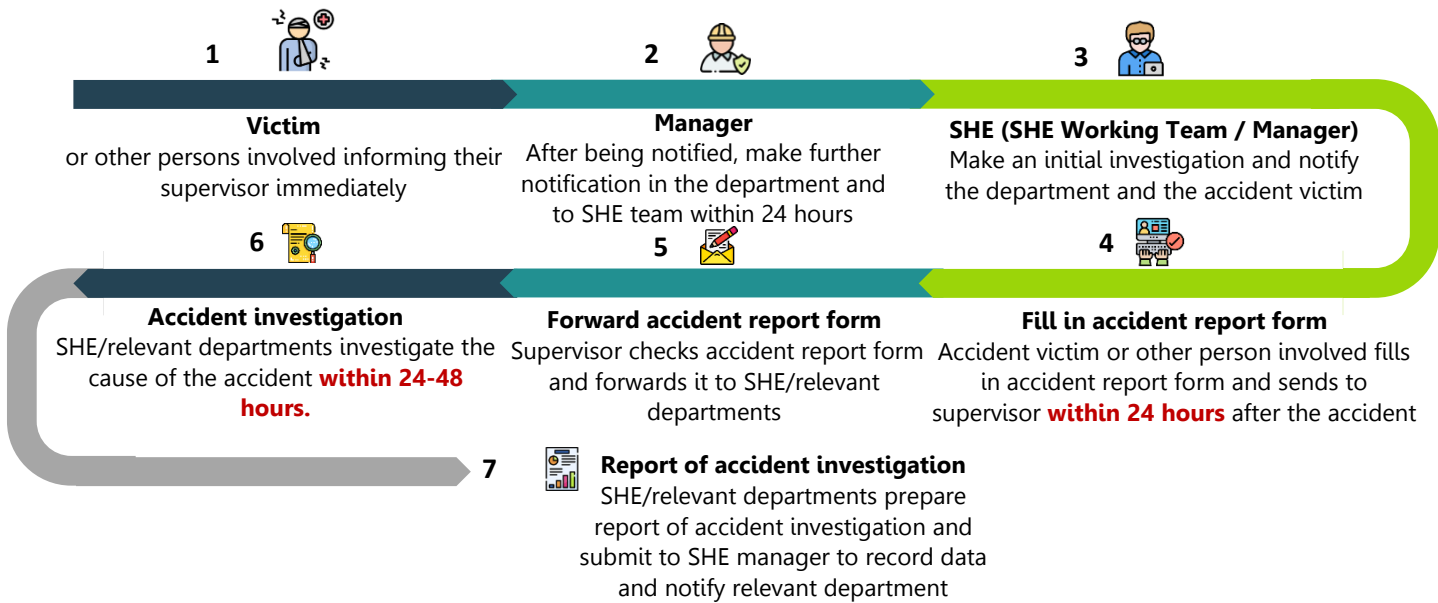 1
Victim
or other persons involved informing their
supervisor immediately
2
Manager
After being notified, make further
notification in the department and
to SHE team within 24 hours
3
SHE (SHE Working Team / Manager)
Make an initial investigation and notify
the department and the accident victim
4
Fill in accident report form
Accident victim or other person involved fills
in accident report form and sends to
supervisor within 24 hours after the accident
5
Forward accident report form
Supervisor checks accident report form
and forwards it to SHE/relevant
departments
6
Accident investigation
SHE/relevant departments investigate the
cause of the accident within 24-48
hours.
7
Report of accident investigation
SHE/relevant departments prepare
report of accident investigation and
submit to SHE manager to record data
and notify relevant department